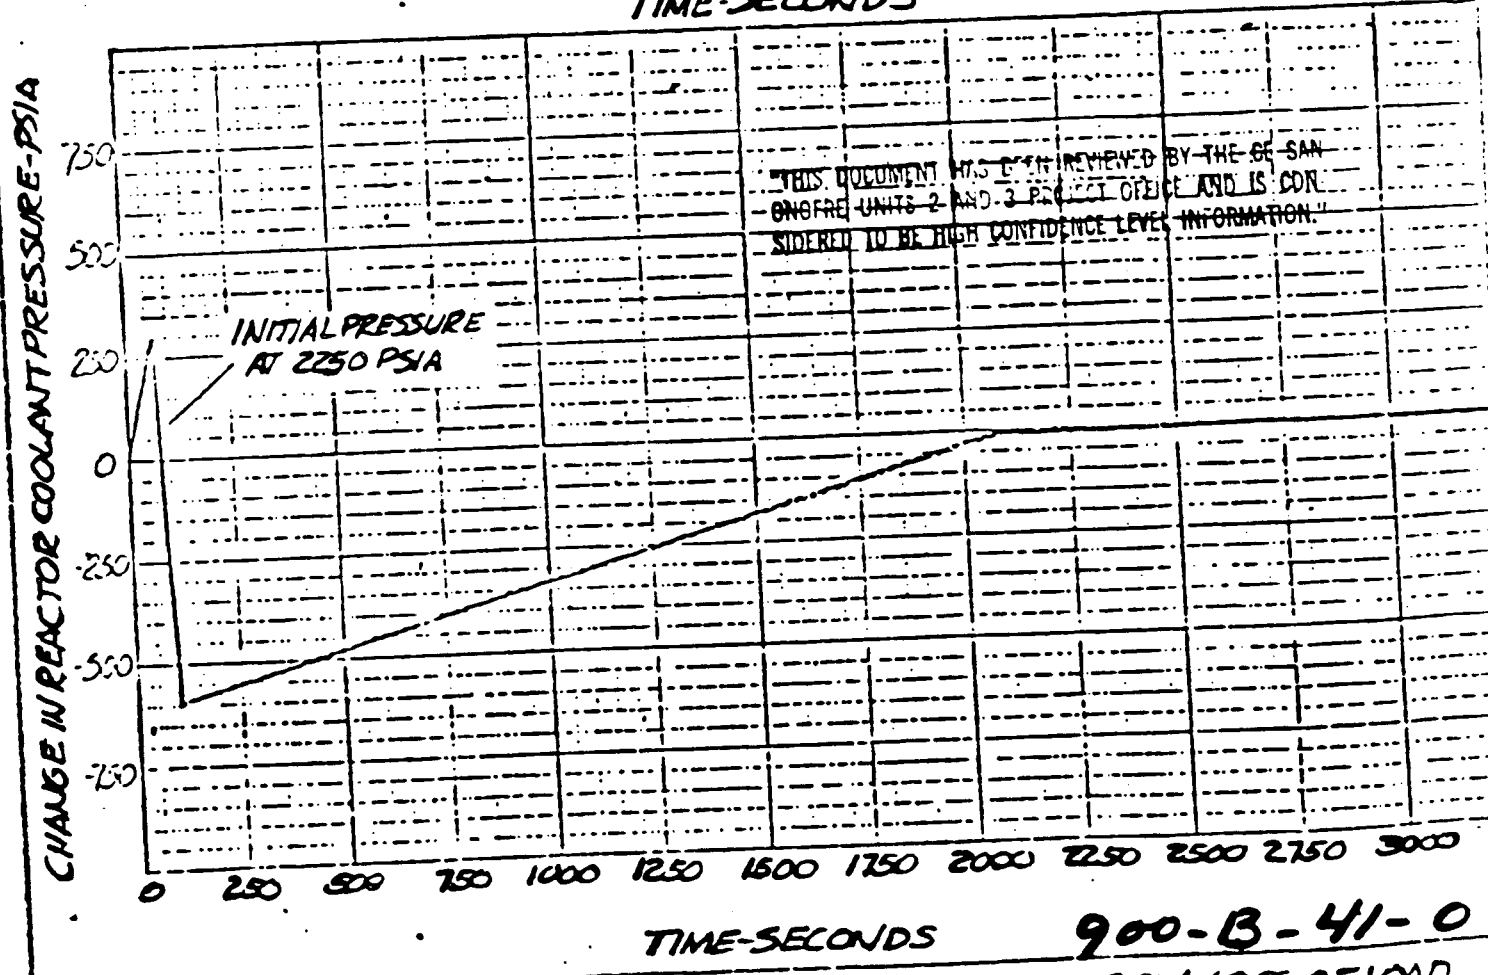 TIME-SECONDS
CHANGE IN REACTOR COOLANT PRESSURE-PSIA
750
500
250
0
-250
-500
-750
INITIAL PRESSURE
AT 2250 PSIA
"THIS DOCUMENT HAS BEEN REVIEWED BY THE CE SAN
ONOFRE UNITS 2 AND 3 PROJECT OFFICE AND IS CON
SIDERED TO BE HIGH CONFIDENCE LEVEL INFORMATION."
0 250 500 750 1000 1250 1500 1750 2000 2250 2500 2750 3000
TIME-SECONDS
900-B-41-0
LOSS OF LOAD